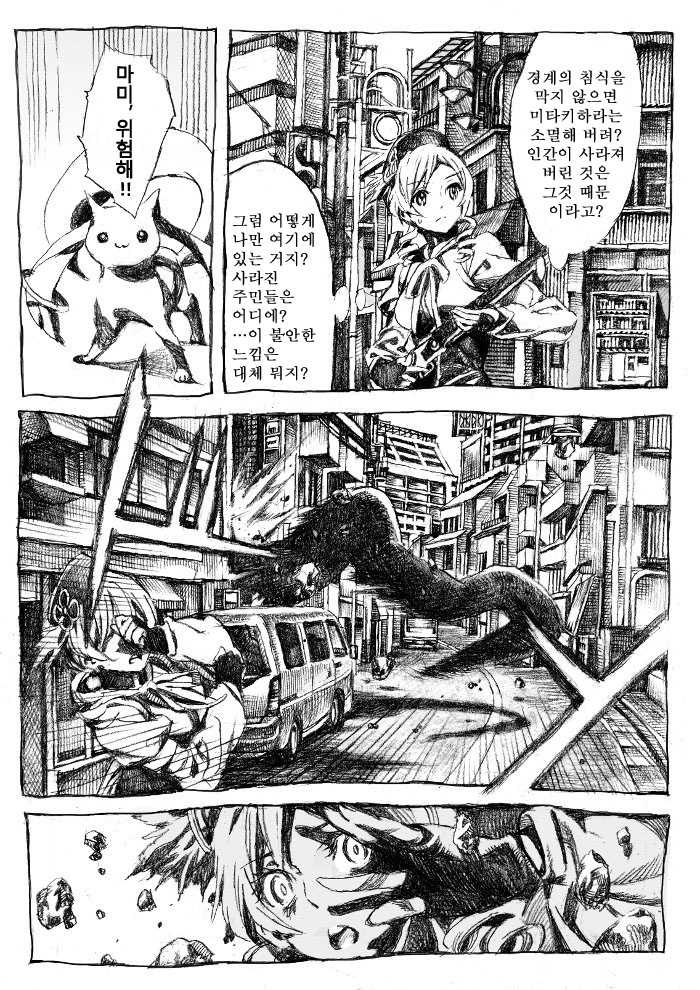 경계의 침식을
막지 않으면
미타키하라는
소멸해 버려?
인간이 사라져
버린 것은
그것 때문
이라고?
그럼 어떻게
나만 여기에
있는 거지?
사라진
주민들은
어디에?
…이 불안한
느낌은
대체 뭐지?
마미, 위험해!!